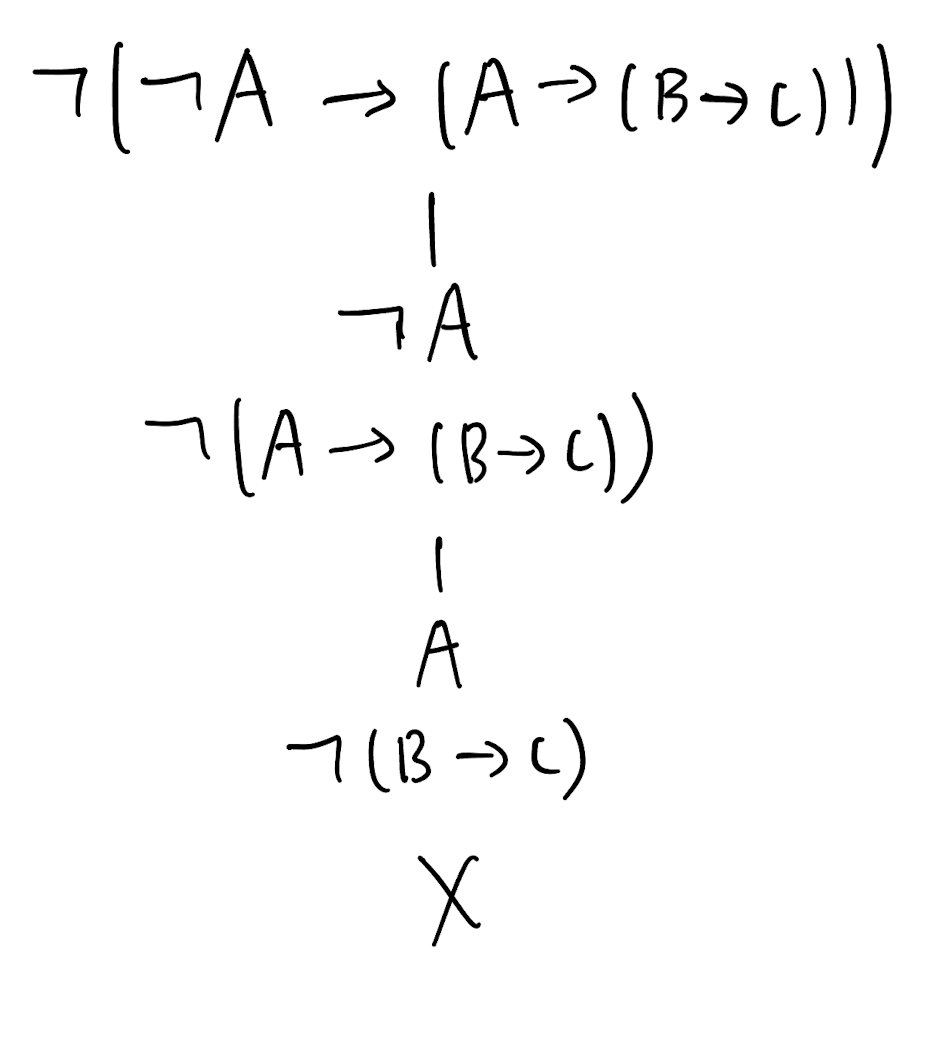 ¬(¬A → (A → (B → C)))
|
¬A
¬(A → (B → C))
|
A
¬(B → C)
X